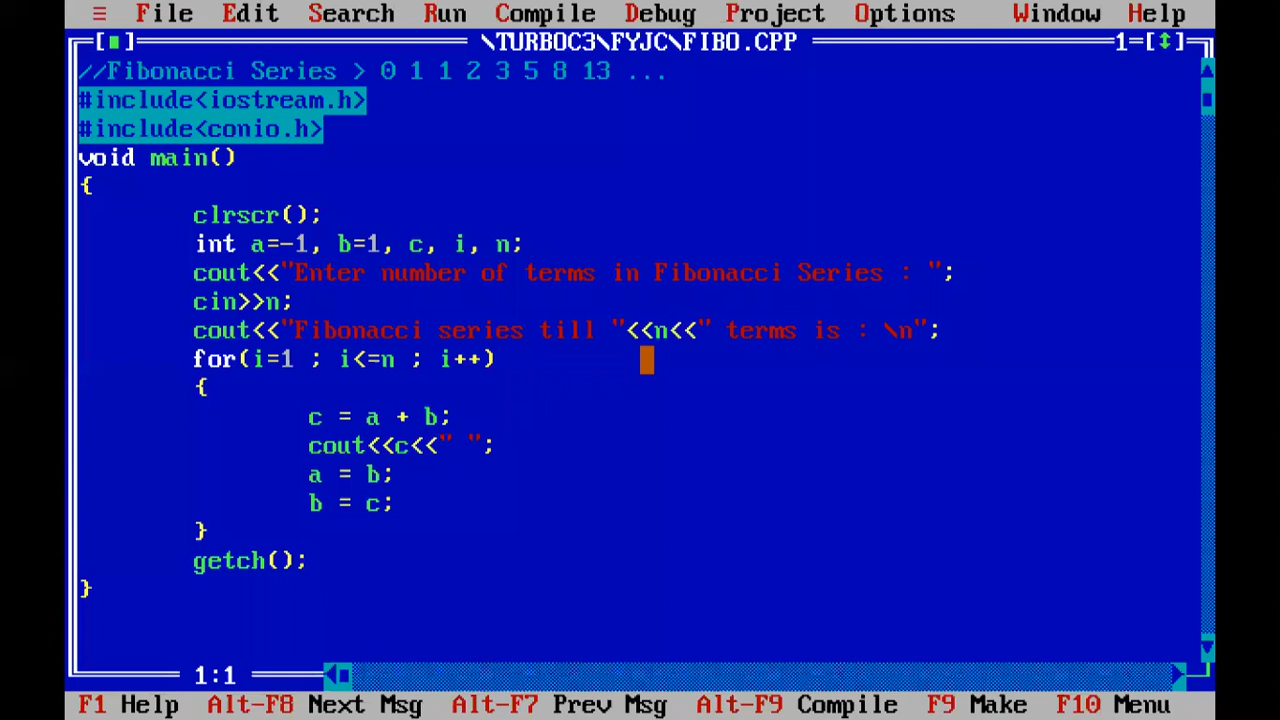 ≡ File Edit Search Run Compile Debug Project Options Window Help
[■] \TURBOC3\FYJC\FIBO.CPP 1=[↕]
//Fibonacci Series > 0 1 1 2 3 5 8 13 ...
#include<iostream.h>
#include<conio.h>
void main()
{
clrscr();
int a=-1, b=1, c, i, n;
cout<<"Enter number of terms in Fibonacci Series : ";
cin>>n;
cout<<"Fibonacci series till "<<n<<" terms is : \n";
for(i=1 ; i<=n ; i++)
{
c = a + b;
cout<<c<<" ";
a = b;
b = c;
}
getch();
}
1:1
F1 Help Alt-F8 Next Msg Alt-F7 Prev Msg Alt-F9 Compile F9 Make F10 Menu